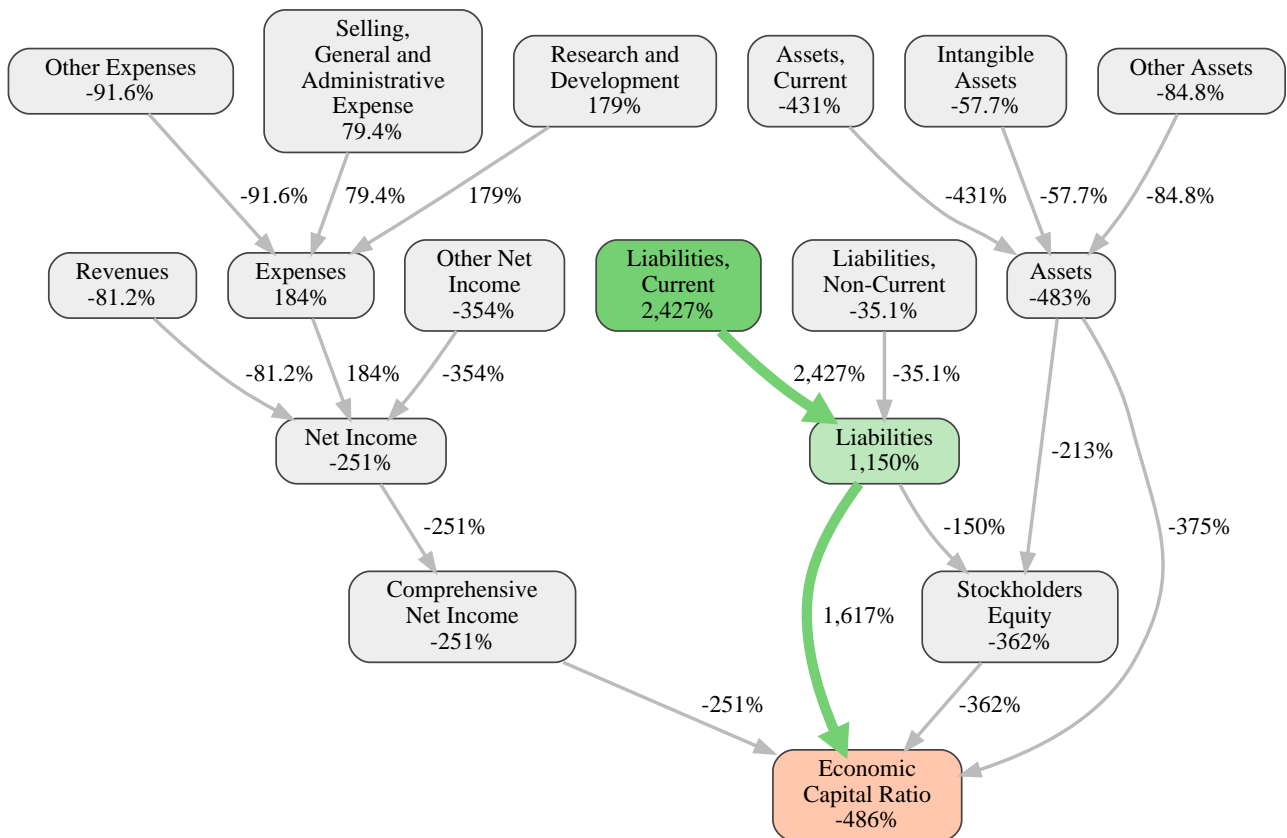 Other Expenses
-91.6%
Selling,
General and
Administrative
Expense
79.4%
Research and
Development
179%
Assets,
Current
-431%
Intangible
Assets
-57.7%
Other Assets
-84.8%
-91.6%
79.4%
179%
-431%
-57.7%
-84.8%
Revenues
-81.2%
Expenses
184%
Other Net
Income
-354%
Liabilities,
Current
2,427%
Liabilities,
Non-Current
-35.1%
Assets
-483%
-81.2%
184%
-354%
2,427%
-35.1%
Net Income
-251%
Liabilities
1,150%
-213%
-251%
-150%
-375%
Comprehensive
Net Income
-251%
1,617%
Stockholders
Equity
-362%
-251%
-362%
Economic
Capital Ratio
-486%